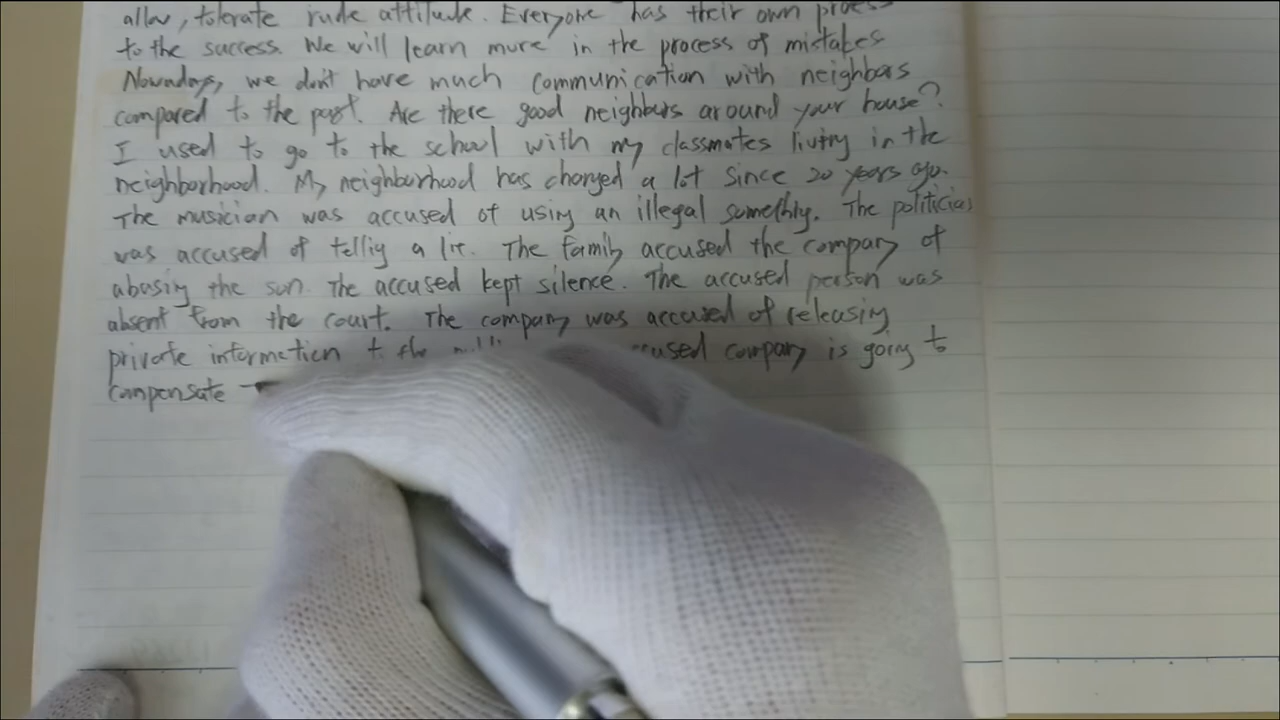 allow, tolerate rude attitude. Everyone has their own process
to the success. We will learn more in the process of mistakes
Nowadays, we don't have much communication with neighbors
compared to the past. Are there good neighbors around your house?
I used to go to the school with my classmates living in the
neighborhood. My neighborhood has changed a lot since 20 years ago.
The musician was accused of using an illegal something. The politician
was accused of telling a lie. The family accused the company of
abusing the son. The accused kept silence. The accused person was
absent from the court. The company was accused of releasing
private information to the accused company is going to
compensate